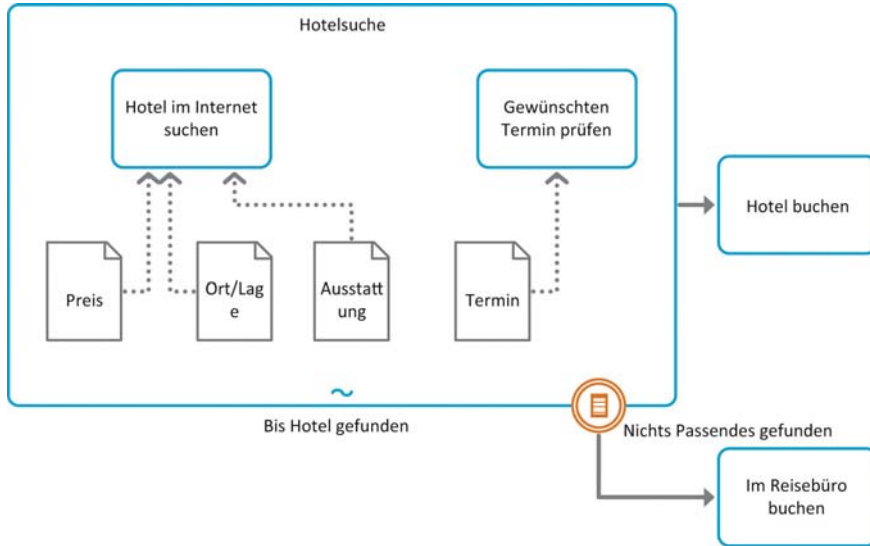 Hotelsuche
Hotel im Internet
suchen
Gewünschten
Termin prüfen
Hotel buchen
Preis
Ort/Lag
e
Ausstatt
ung
Termin
Bis Hotel gefunden
Nichts Passendes gefunden
Im Reisebüro
buchen